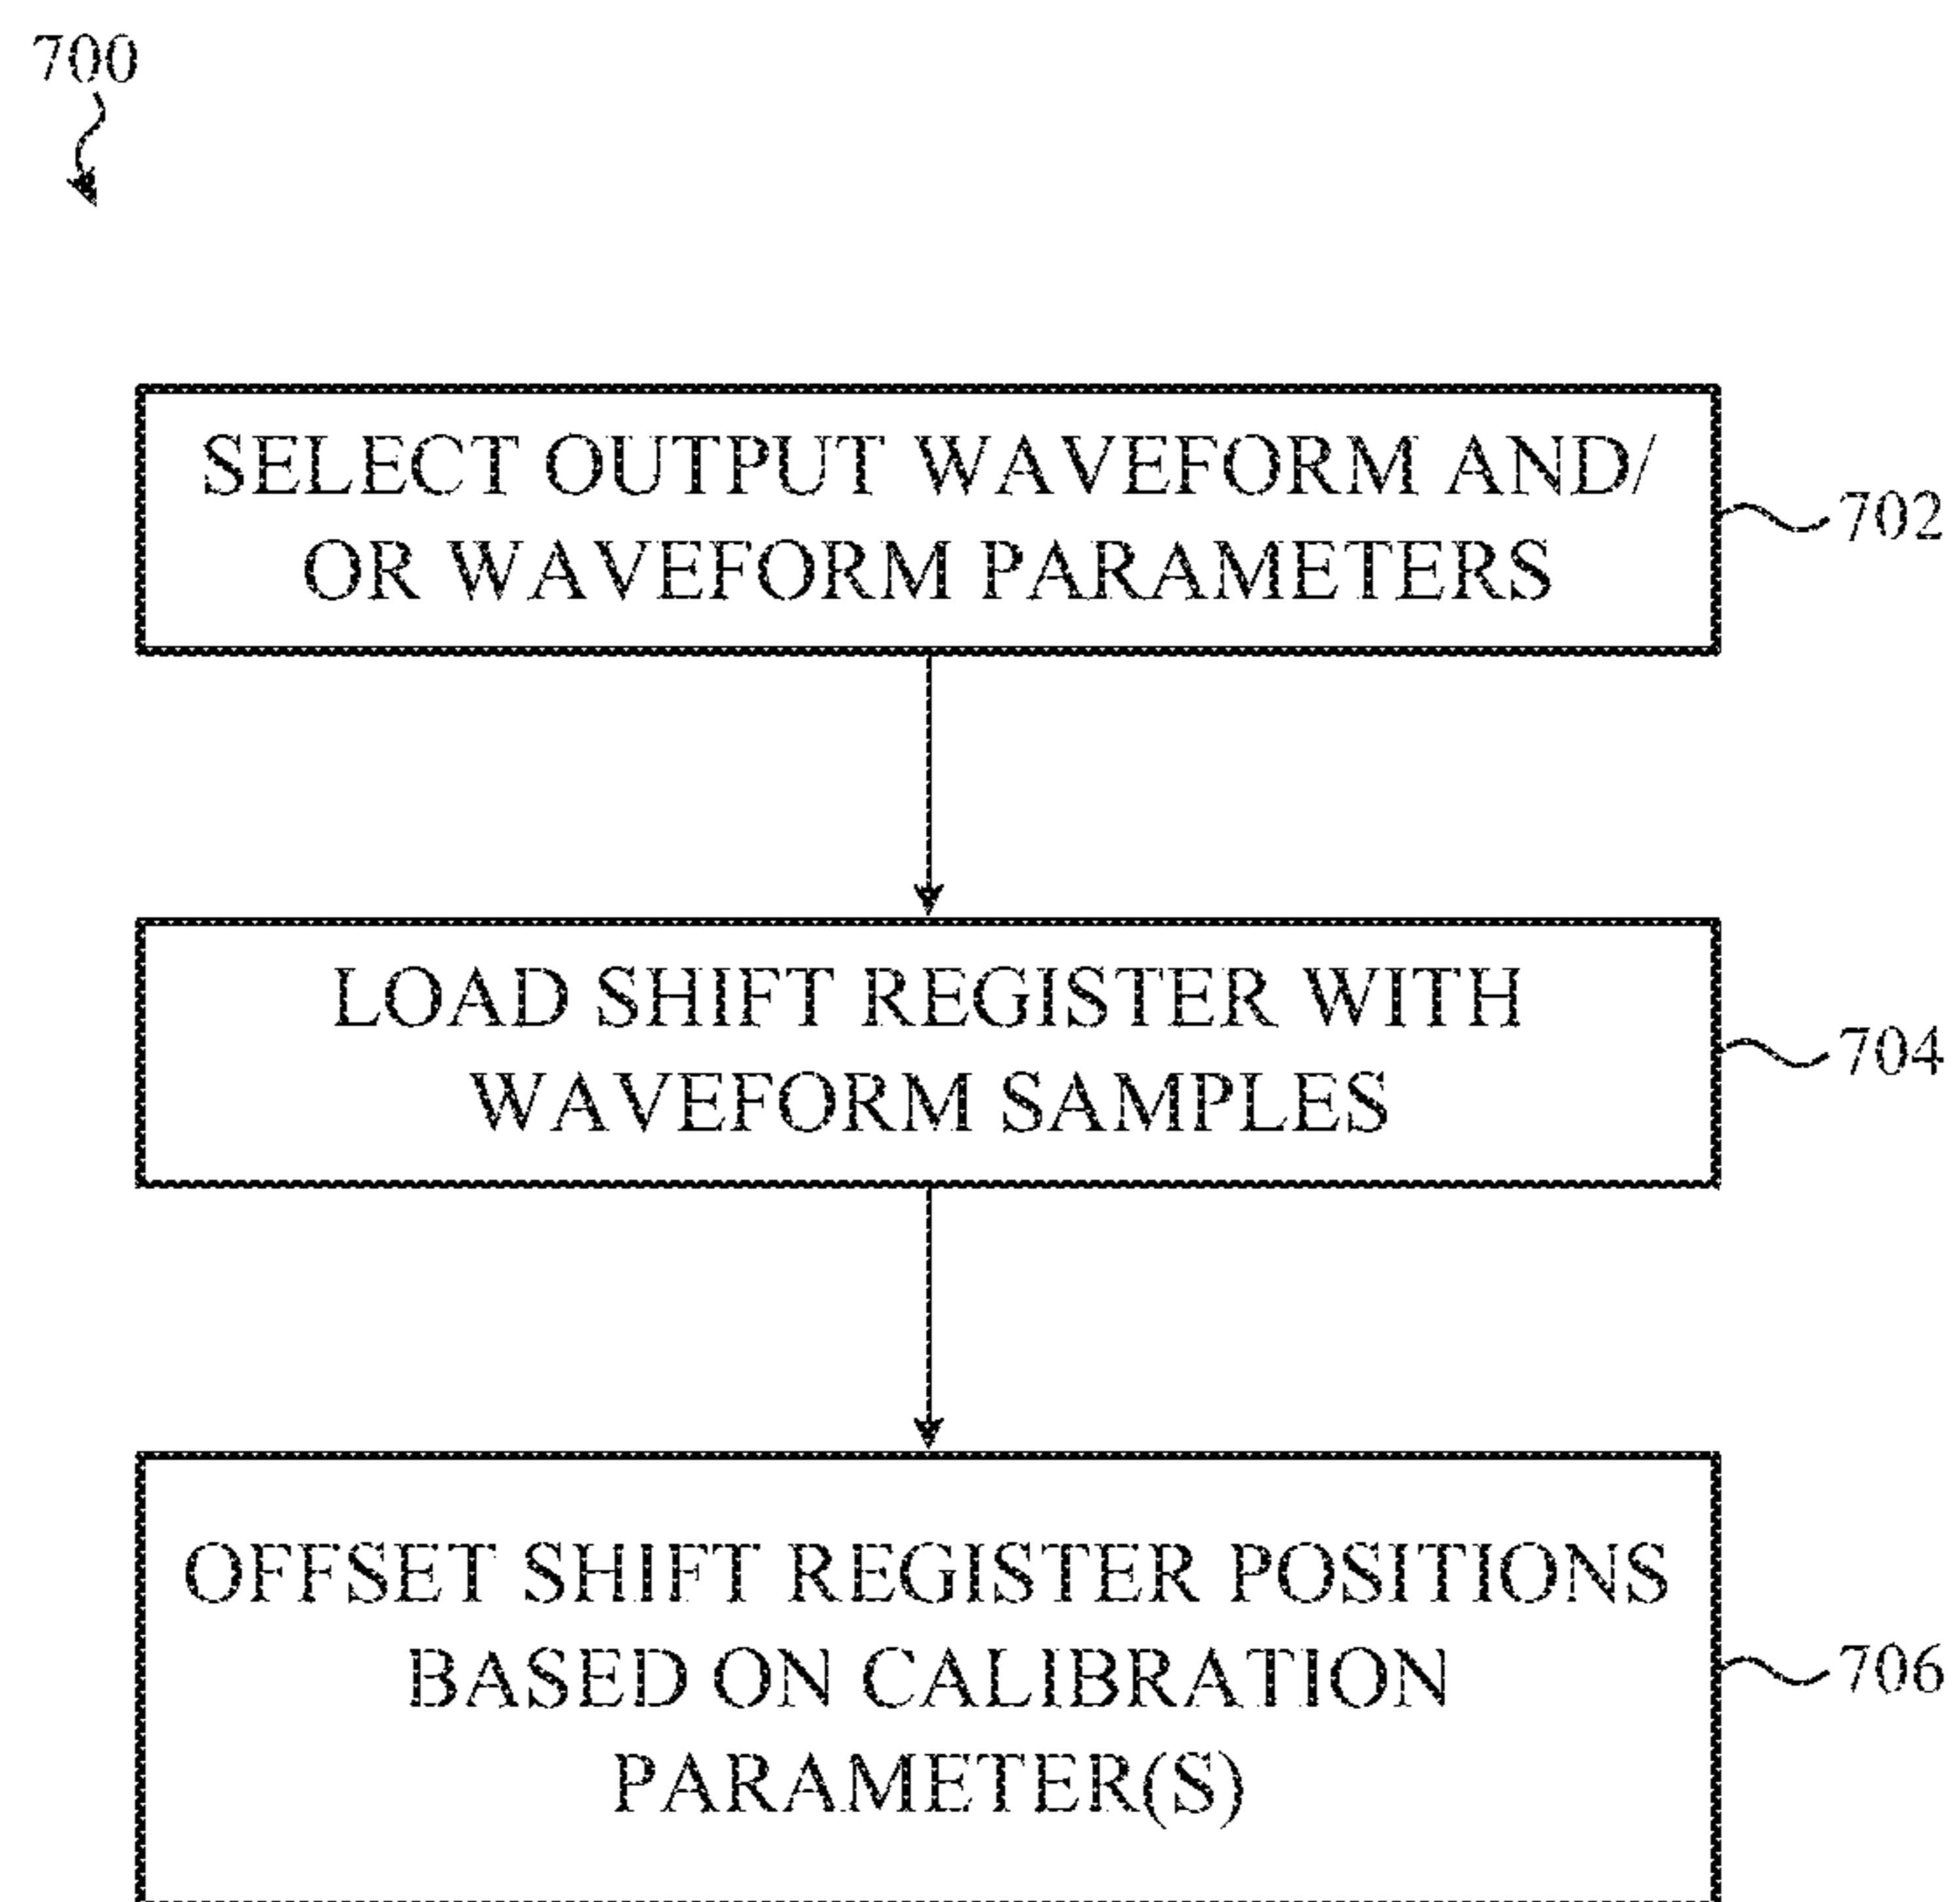 700
SELECT OUTPUT WAVEFORM AND/
OR WAVEFORM PARAMETERS
702
LOAD SHIFT REGISTER WITH
WAVEFORM SAMPLES
704
OFFSET SHIFT REGISTER POSITIONS
BASED ON CALIBRATION
PARAMETER(S)
706